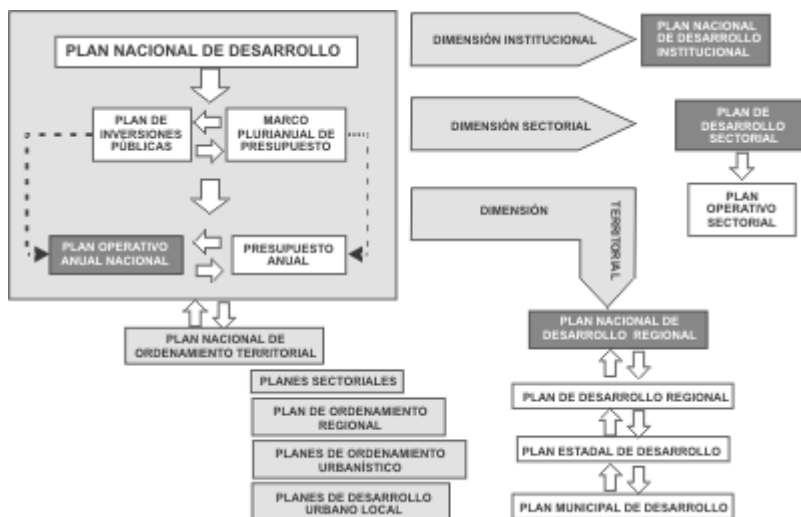 PLAN NACIONAL DE DESARROLLO
PLAN DE
INVERSIONES
PÚBLICAS
MARCO
PLURIANUAL DE
PRESUPUESTO
PLAN OPERATIVO
ANUAL NACIONAL
PRESUPUESTO
ANUAL
PLAN NACIONAL DE
ORDENAMIENTO TERRITORIAL
PLANES SECTORIALES
PLAN DE ORDENAMIENTO
REGIONAL
PLANES DE ORDENAMIENTO
URBANÍSTICO
PLANES DE DESARROLLO
URBANO LOCAL
DIMENSIÓN INSTITUCIONAL
PLAN NACIONAL
DE DESARROLLO
INSTITUCIONAL
DIMENSIÓN SECTORIAL
PLAN DE
DESARROLLO
SECTORIAL
PLAN
OPERATIVO
SECTORIAL
DIMENSIÓN
TERRITORIAL
PLAN NACIONAL DE
DESARROLLO REGIONAL
PLAN DE DESARROLLO REGIONAL
PLAN ESTADAL DE DESARROLLO
PLAN MUNICIPAL DE DESARROLLO